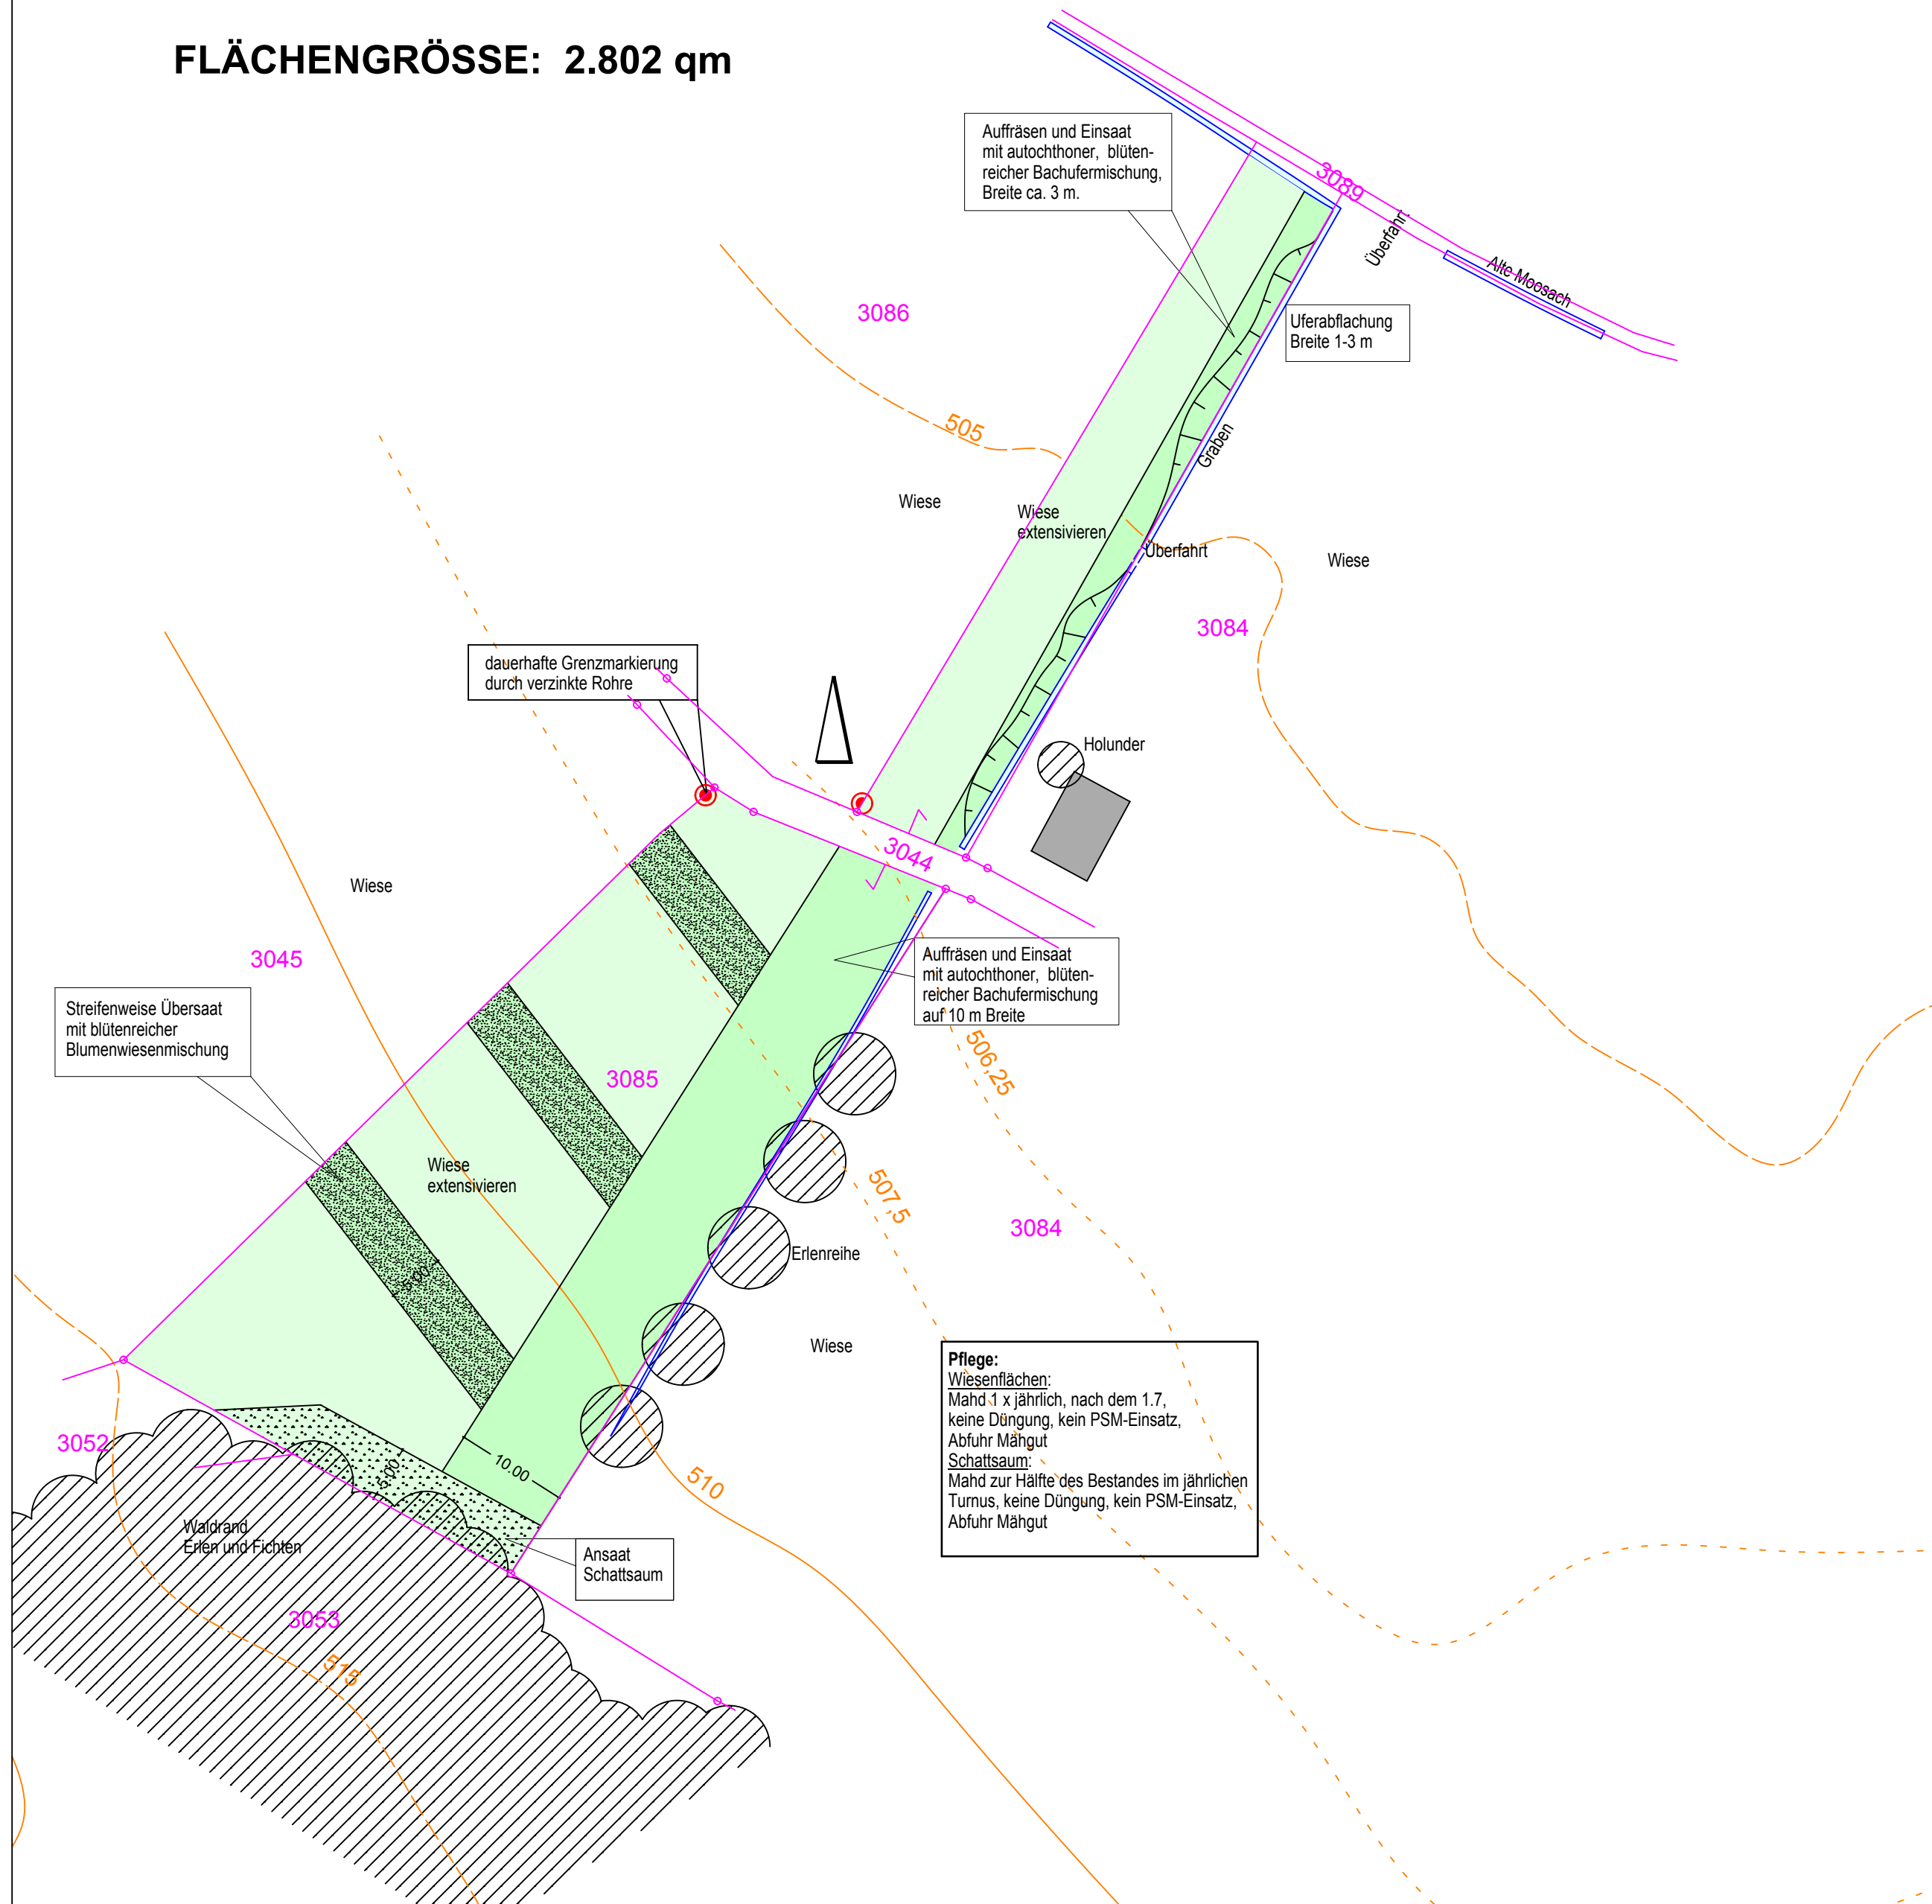 FLÄCHENGRÖSSE: 2.802 qm
Auffräsen und Einsaat
mit autochthoner, blüten-
reicher Bachufermischung,
Breite ca. 3 m.
3089
Überfahrt
Alte Moosach
3086
Uferabflachung
Breite 1-3 m
505
Graben
Wiese
Wiese
extensivieren
Überfahrt
Wiese
3084
dauerhafte Grenzmarkierung
durch verzinkte Rohre
Holunder
3044
Wiese
3045
Auffräsen und Einsaat
mit autochthoner, blüten-
reicher Bachufermischung
auf 10 m Breite
Streifenweise Übersaat
mit blütenreicher
Blumenwiesenmischung
506,25
3085
Wiese
extensivieren
507,5
3084
Erlenreihe
5.00
Wiese
Pflege:
Wiesenflächen:
Mahd 1 x jährlich, nach dem 1.7,
keine Düngung, kein PSM-Einsatz,
Abfuhr Mähgut
Schattsaum:
Mahd zur Hälfte des Bestandes im jährlichen
Turnus, keine Düngung, kein PSM-Einsatz,
Abfuhr Mähgut
3052
5.00
10.00
510
Waldrand
Erlen und Fichten
Ansaat
Schattsaum
3053
515